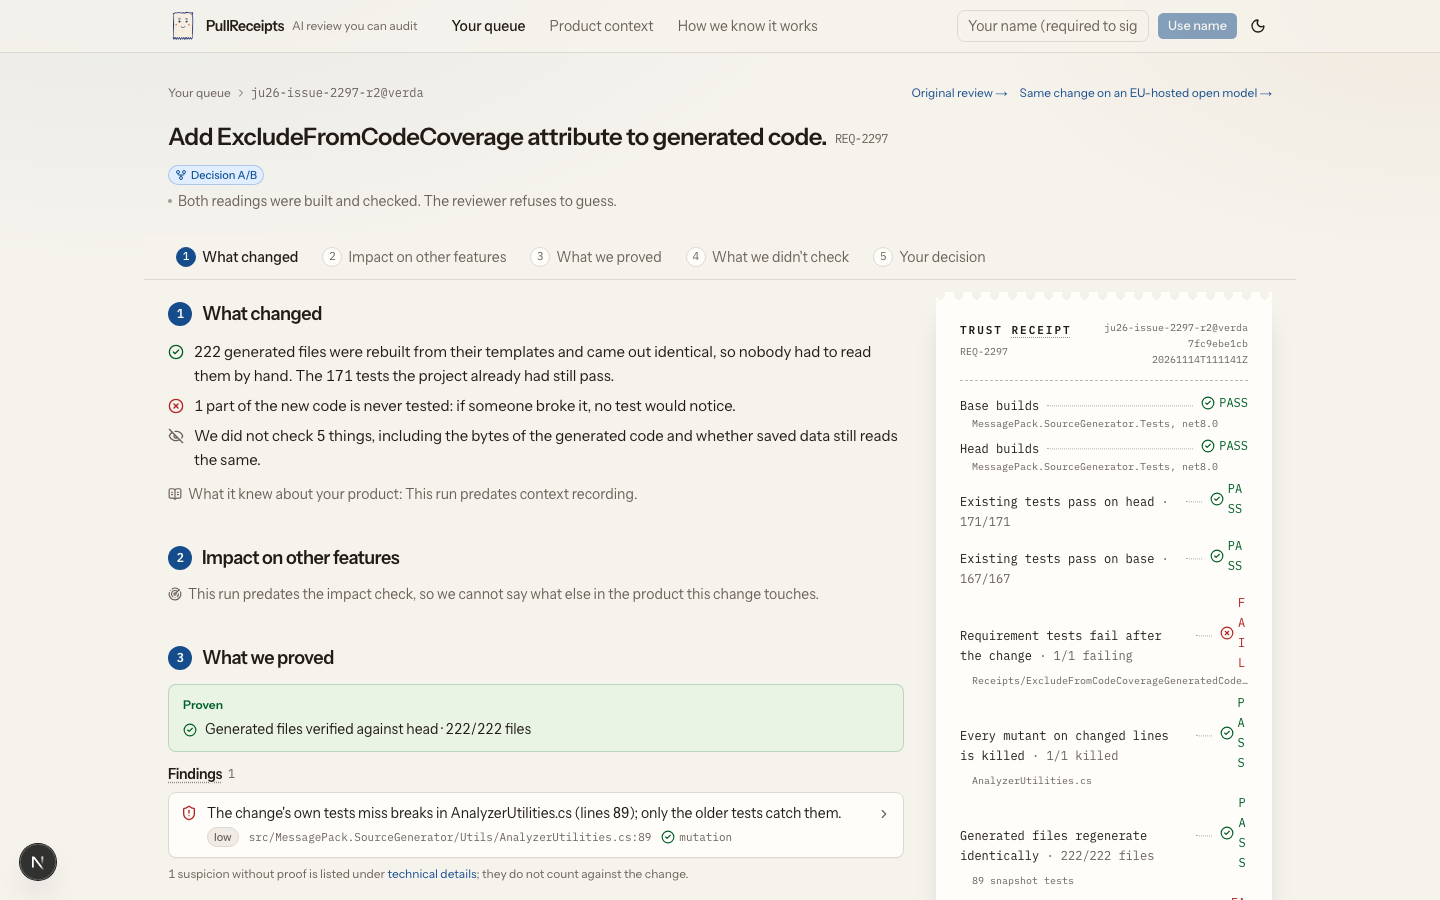 PullReceipts AI review you can audit Your queue Product context How we know it works Your name (required to sig Use name
Your queue > ju26-issue-2297-r2@verda Original review → Same change on an EU-hosted open model →
Add ExcludeFromCodeCoverage attribute to generated code. REQ-2297
Decision A/B
• Both readings were built and checked. The reviewer refuses to guess.
1 What changed 2 Impact on other features 3 What we proved 4 What we didn't check 5 Your decision
1 What changed
222 generated files were rebuilt from their templates and came out identical, so nobody had to read
them by hand. The 171 tests the project already had still pass.
1 part of the new code is never tested: if someone broke it, no test would notice.
We did not check 5 things, including the bytes of the generated code and whether saved data still reads
the same.
What it knew about your product: This run predates context recording.
2 Impact on other features
This run predates the impact check, so we cannot say what else in the product this change touches.
3 What we proved
Proven
Generated files verified against head · 222/222 files
Findings 1
The change's own tests miss breaks in AnalyzerUtilities.cs (lines 89); only the older tests catch them.
low src/MessagePack.SourceGenerator/Utils/AnalyzerUtilities.cs:89 mutation
1 suspicion without proof is listed under technical details; they do not count against the change.
N
TRUST RECEIPT ju26-issue-2297-r2@verda
REQ-2297 7fc9ebe1cb
20261114T111141Z
Base builds PASS
MessagePack.SourceGenerator.Tests, net8.0
Head builds PASS
MessagePack.SourceGenerator.Tests, net8.0
Existing tests pass on head · PA
171/171 SS
Existing tests pass on base · PA
167/167 SS
Requirement tests fail after FAIL
the change · 1/1 failing
Receipts/ExcludeFromCodeCoverageGeneratedCode…
Every mutant on changed lines PASS
is killed · 1/1 killed
AnalyzerUtilities.cs
Generated files regenerate PASS
identically · 222/222 files
89 snapshot tests